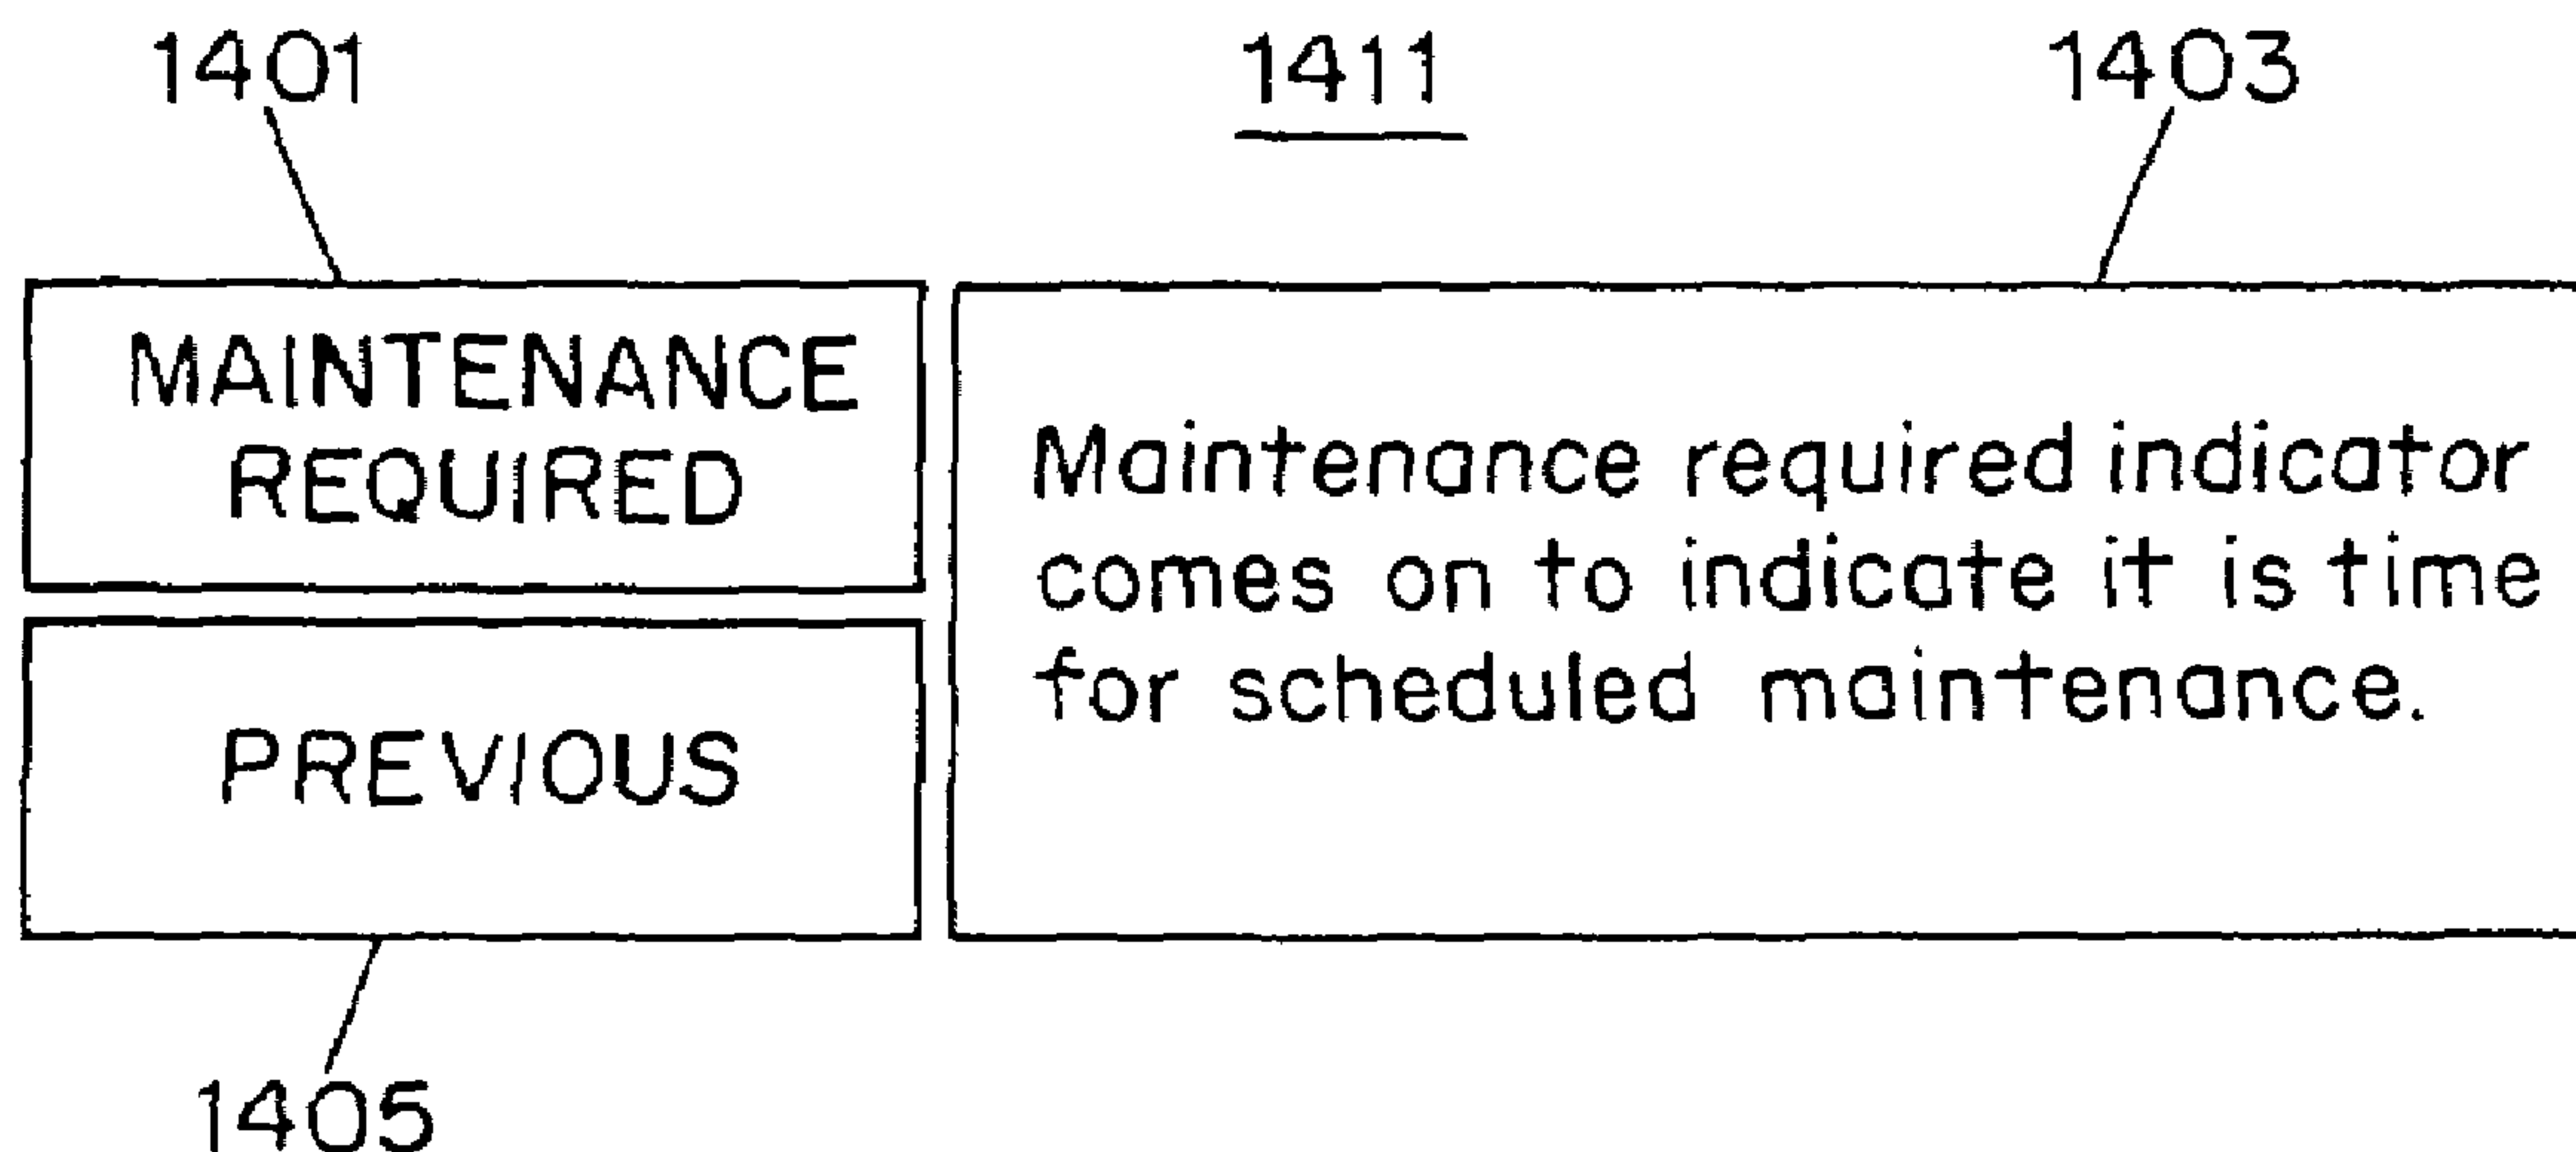 1401
1411
1403
MAINTENANCE
REQUIRED
Maintenance required indicator
comes on to indicate it is time
for scheduled maintenance.
PREVIOUS
1405